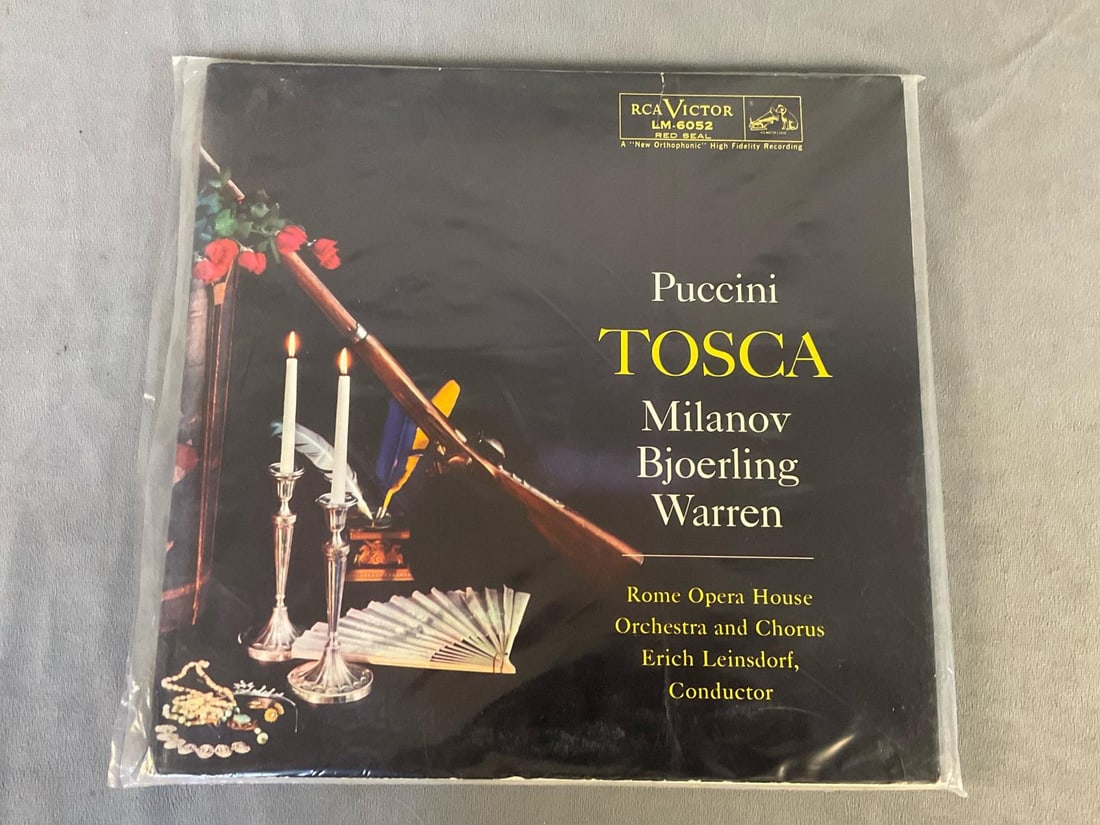 RCA VICTOR
LM-6052
RED SEAL
A "New Orthophonic" High Fidelity Recording
Puccini
TOSCA
Milanov
Bjoerling
Warren
Rome Opera House
Orchestra and Chorus
Erich Leinsdorf,
Conductor